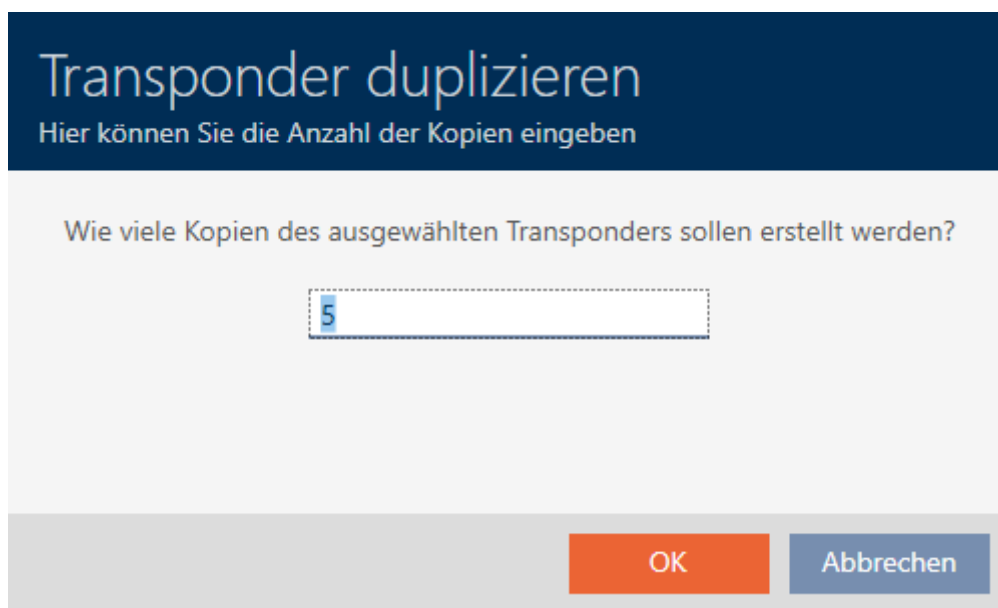 Transponder duplizieren
Hier können Sie die Anzahl der Kopien eingeben
Wie viele Kopien des ausgewählten Transponders sollen erstellt werden?
5
OK Abbrechen